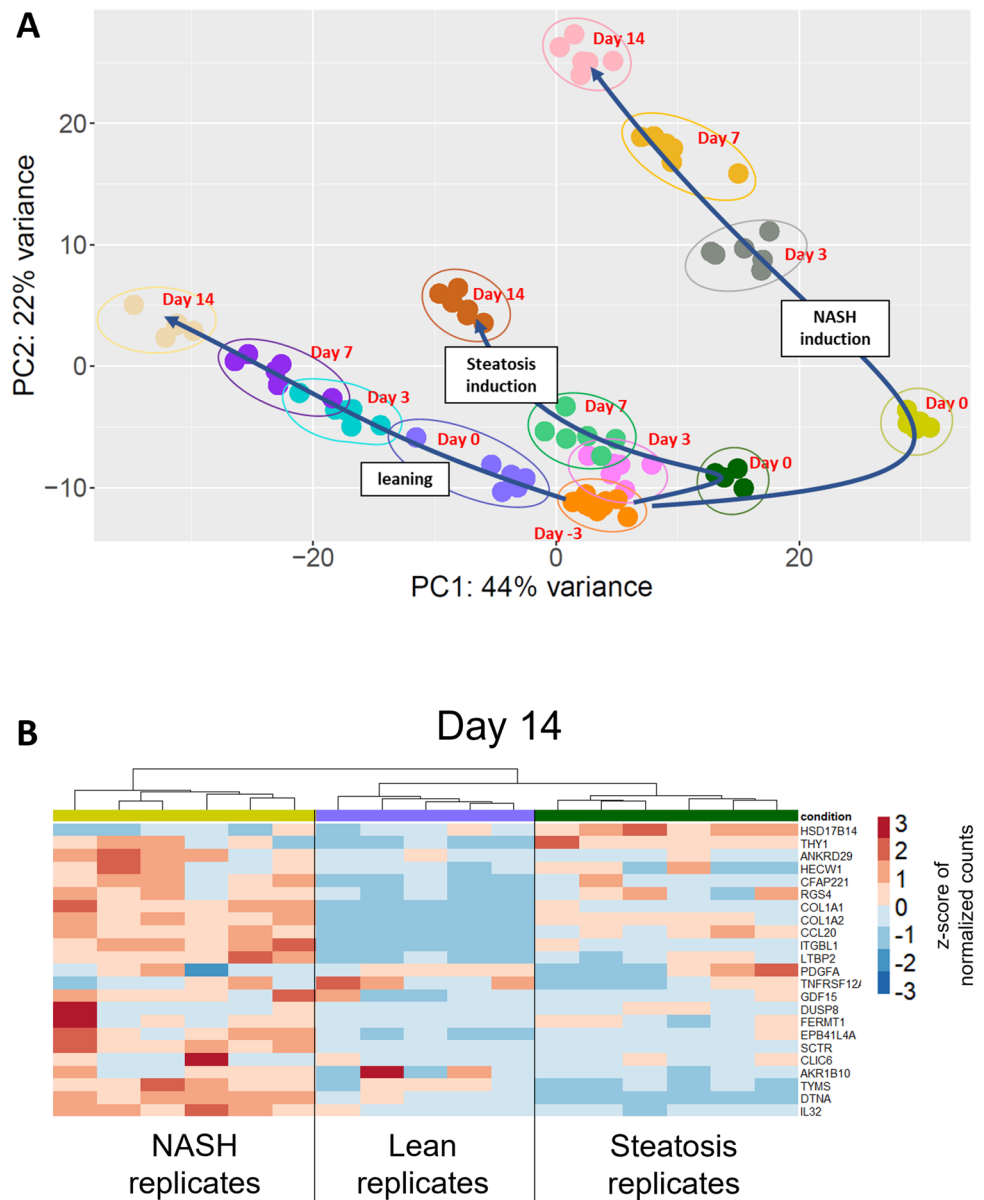 A
Day 14
Day 7
20
Day 3
10
NASH
induction
Day 14
Day 14
Steatosis
induction
Day 7
Day 7
Day 3
Day 0
0
Day 3
Day 0
Day 0
leaning
−10
Day -3
−20
0
20
PC1: 44% variance
PC2: 22% variance
B
Day 14
condition
HSD17B14
THY1
ANKRD29
HECW1
CFAP221
RGS4
COL1A1
COL1A2
CCL20
ITGBL1
LTBP2
PDGFA
TNFRSF12A
GDF15
DUSP8
FERMT1
EPB41L4A
SCTR
CLIC6
AKR1B10
TYMS
DTNA
IL32
3
2
1
0
-1
-2
-3
z-score of
normalized counts
NASH
replicates
Lean
replicates
Steatosis
replicates